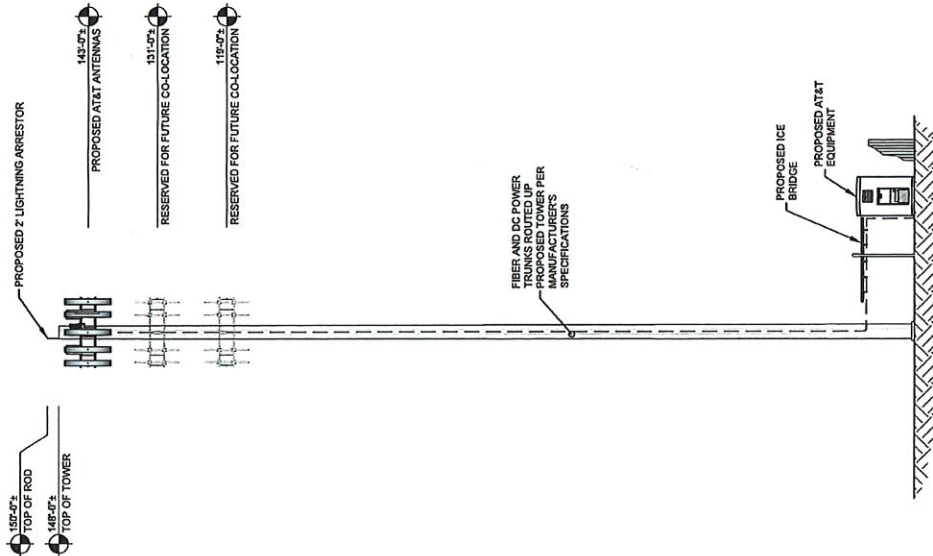 150'-0"±
TOP OF ROD
148'-0"±
TOP OF TOWER
PROPOSED 2' LIGHTNING ARRESTOR
143'-0"±
PROPOSED AT&T ANTENNAS
131'-0"±
RESERVED FOR FUTURE CO-LOCATION
119'-0"±
RESERVED FOR FUTURE CO-LOCATION
FIBER AND DC POWER
TRUNKS ROUTED UP
PROPOSED TOWER PER
MANUFACTURER'S
SPECIFICATIONS
PROPOSED ICE
BRIDGE
PROPOSED AT&T
EQUIPMENT